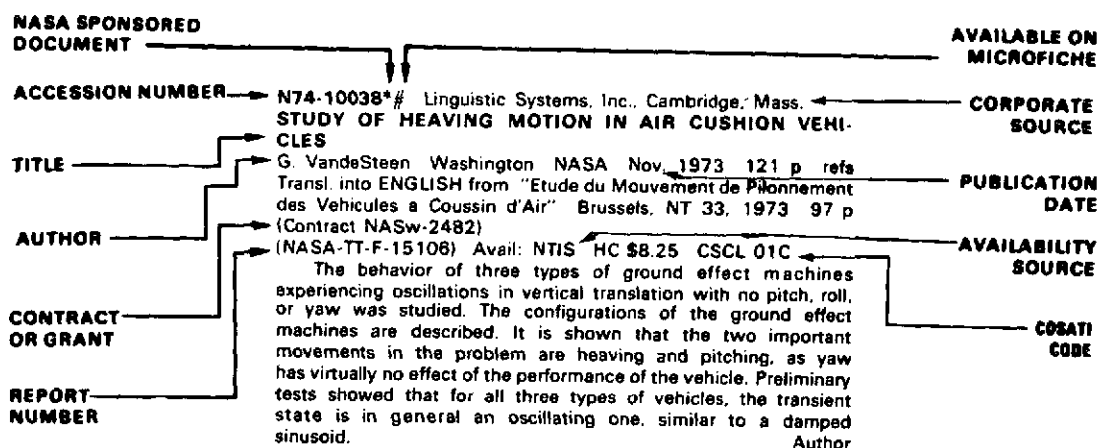 NASA SPONSORED
DOCUMENT
AVAILABLE ON
MICROFICHE
ACCESSION NUMBER
N74-10038*# Linguistic Systems, Inc., Cambridge, Mass.
CORPORATE
SOURCE
STUDY OF HEAVING MOTION IN AIR CUSHION VEHI-
CLES
TITLE
G. VandeSteen Washington NASA Nov. 1973 121 p refs
Transl. into ENGLISH from "Etude du Mouvement de Pilonnement
des Vehicules a Coussin d'Air" Brussels, NT 33, 1973 97 p
PUBLICATION
DATE
AUTHOR
(Contract NASw-2482)
(NASA-TT-F-15106) Avail: NTIS HC $8.25 CSCL 01C
AVAILABILITY
SOURCE
The behavior of three types of ground effect machines
experiencing oscillations in vertical translation with no pitch, roll,
or yaw was studied. The configurations of the ground effect
machines are described. It is shown that the two important
movements in the problem are heaving and pitching, as yaw
has virtually no effect of the performance of the vehicle. Preliminary
tests showed that for all three types of vehicles, the transient
state is in general an oscillating one, similar to a damped
sinusoid.
Author
CONTRACT
OR GRANT
COSATI
CODE
REPORT
NUMBER